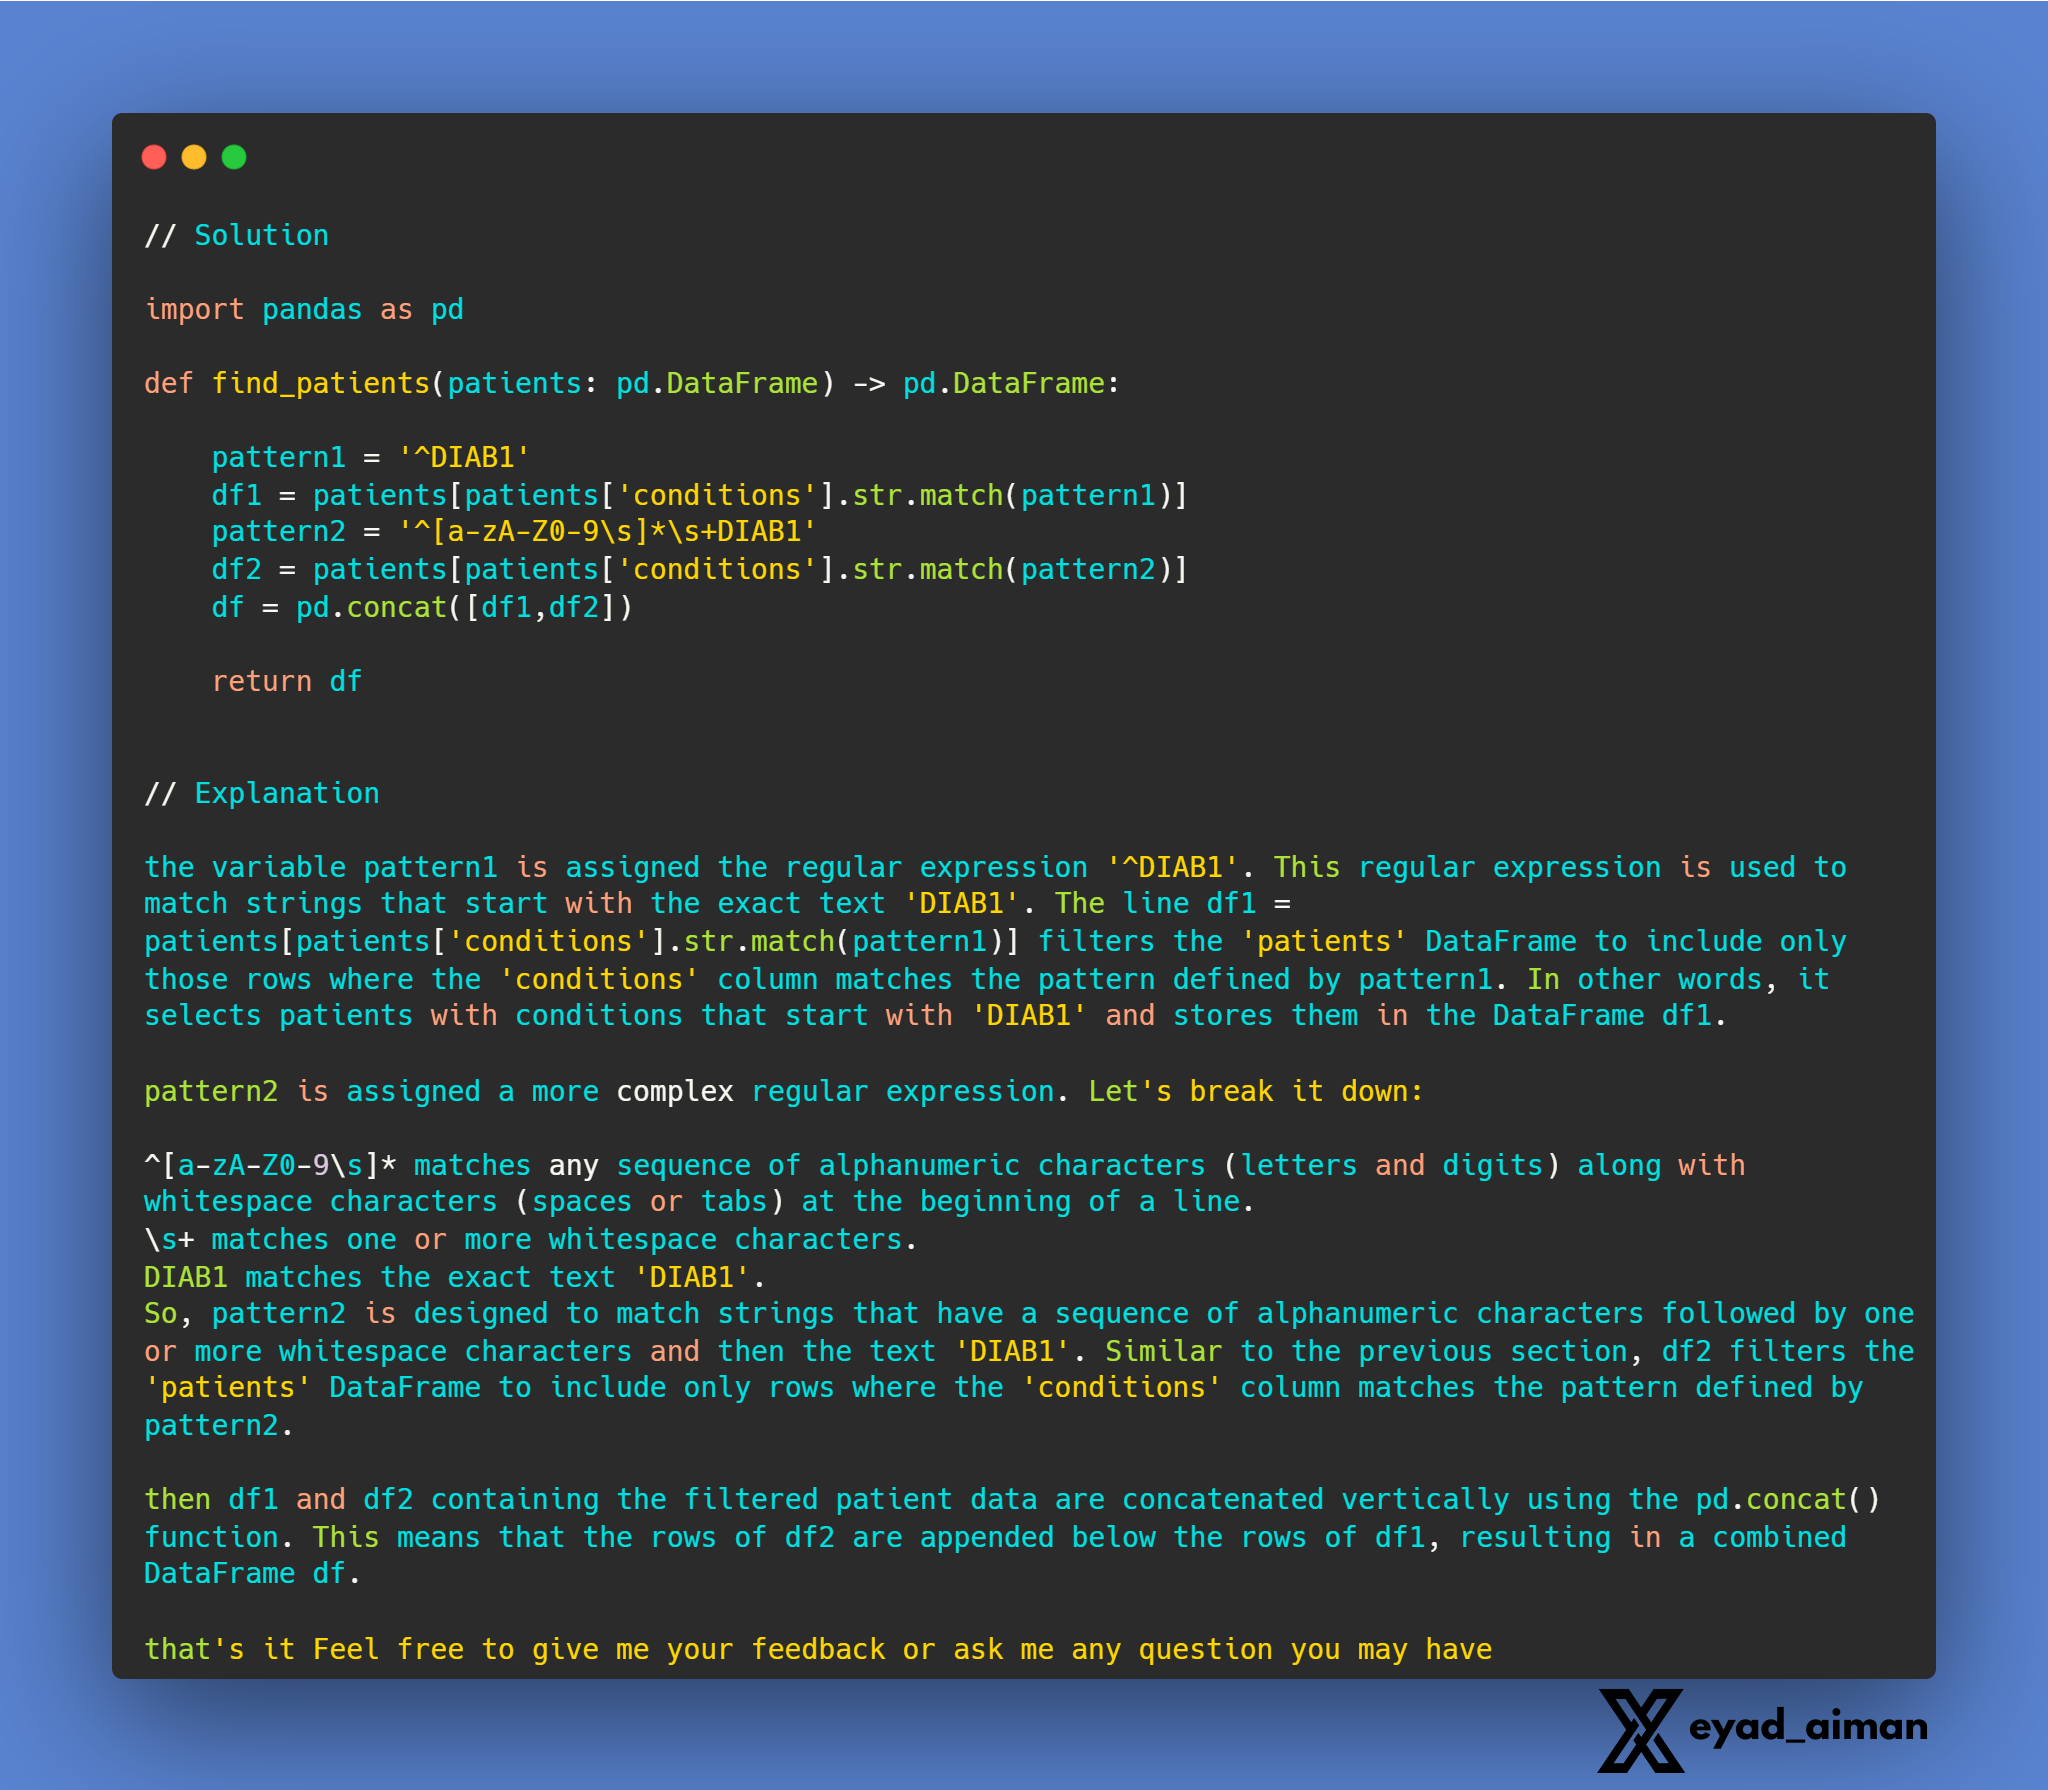 // Solution
import pandas as pd
def find_patients(patients: pd.DataFrame) -> pd.DataFrame:
pattern1 = '^DIAB1'
df1 = patients[patients['conditions'].str.match(pattern1)]
pattern2 = '^[a-zA-Z0-9\s]*\s+DIAB1'
df2 = patients[patients['conditions'].str.match(pattern2)]
df = pd.concat([df1,df2])
return df
// Explanation
the variable pattern1 is assigned the regular expression '^DIAB1'. This regular expression is used to
match strings that start with the exact text 'DIAB1'. The line df1 =
patients[patients['conditions'].str.match(pattern1)] filters the 'patients' DataFrame to include only
those rows where the 'conditions' column matches the pattern defined by pattern1. In other words, it
selects patients with conditions that start with 'DIAB1' and stores them in the DataFrame df1.
pattern2 is assigned a more complex regular expression. Let's break it down:
^[a-zA-Z0-9\s]* matches any sequence of alphanumeric characters (letters and digits) along with
whitespace characters (spaces or tabs) at the beginning of a line.
\s+ matches one or more whitespace characters.
DIAB1 matches the exact text 'DIAB1'.
So, pattern2 is designed to match strings that have a sequence of alphanumeric characters followed by one
or more whitespace characters and then the text 'DIAB1'. Similar to the previous section, df2 filters the
'patients' DataFrame to include only rows where the 'conditions' column matches the pattern defined by
pattern2.
then df1 and df2 containing the filtered patient data are concatenated vertically using the pd.concat()
function. This means that the rows of df2 are appended below the rows of df1, resulting in a combined
DataFrame df.
that's it Feel free to give me your feedback or ask me any question you may have
eyad_aiman